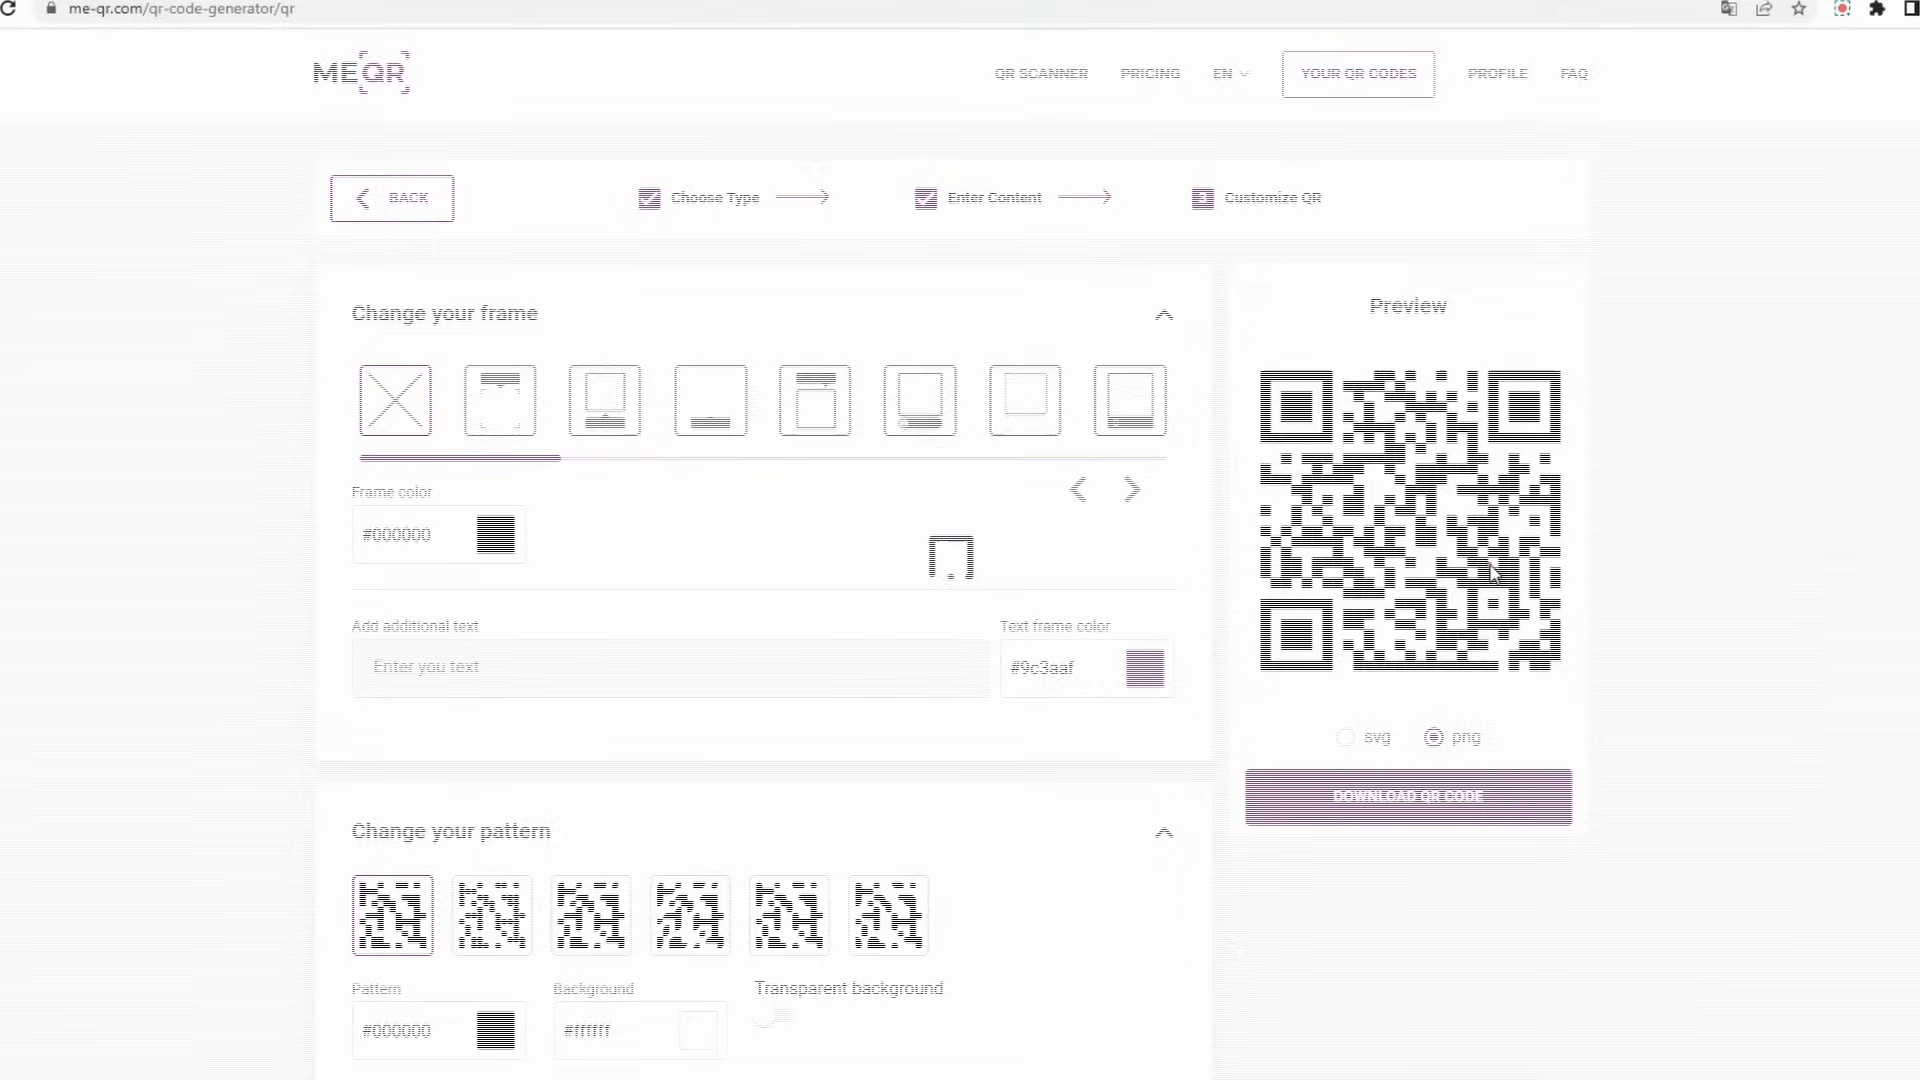 me-qr.com/qr-code-generator/qr
MEQR
QR SCANNER PRICING EN YOUR QR CODES PROFILE FAQ
BACK
Choose Type
Enter Content
3 Customize QR
Change your frame
Preview
Frame color
#000000
Add additional text
Text frame color
Enter you text
#9c3aaf
svg png
DOWNLOAD QR CODE
Change your pattern
Pattern
Background
Transparent background
#000000
#ffffff